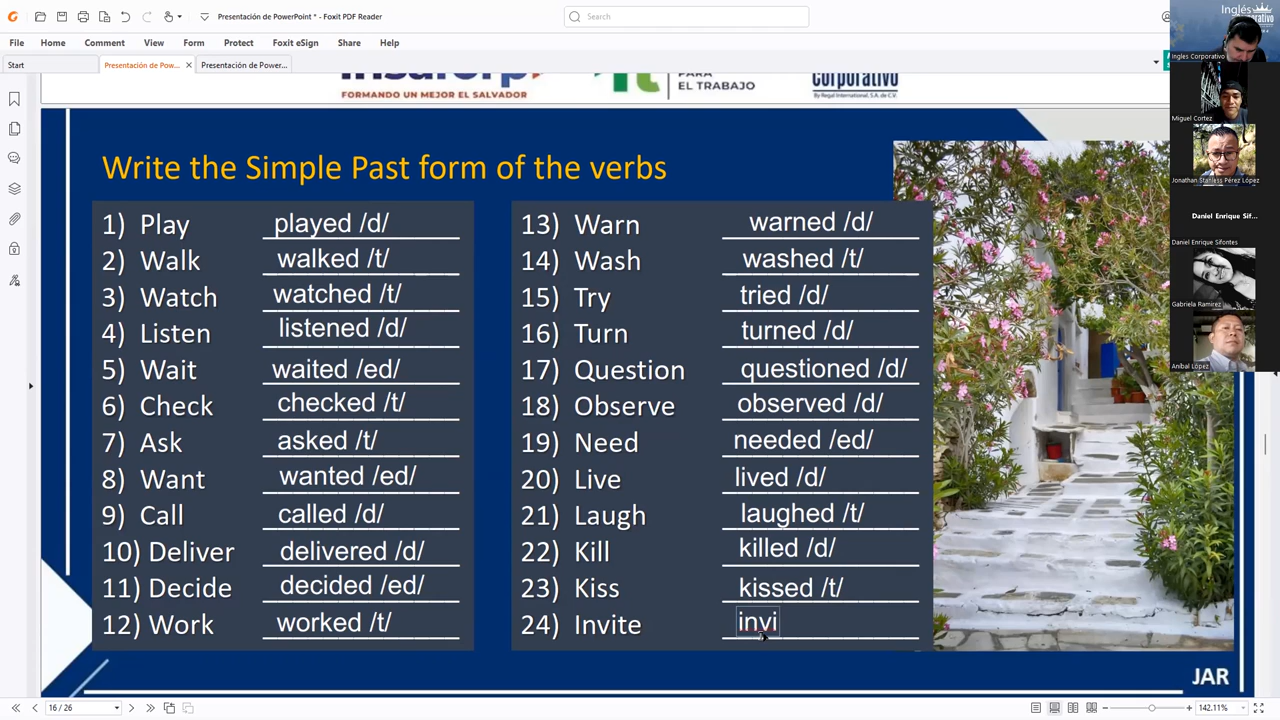 Presentación de PowerPoint * - Foxit PDF Reader
Search
Inglés
Corporativo
File Home Comment View Form Protect Foxit eSign Share Help
Start
Presentación de Pow...
Presentación de Power...
Ingles Corporativo
FORMANDO UN MEJOR EL SALVADOR
PARA
EL TRABAJO
corporativo
By Regal International, S.A. de C.V.
Miguel Cortez
Jonathan Stanless Pérez López
Daniel Enrique Sif...
Daniel Enrique Sifontes
Gabriela Ramirez
Anibal López
Write the Simple Past form of the verbs
1) Play played /d/
2) Walk walked /t/
3) Watch watched /t/
4) Listen listened /d/
5) Wait waited /ed/
6) Check checked /t/
7) Ask asked /t/
8) Want wanted /ed/
9) Call called /d/
10) Deliver delivered /d/
11) Decide decided /ed/
12) Work worked /t/
13) Warn warned /d/
14) Wash washed /t/
15) Try tried /d/
16) Turn turned /d/
17) Question questioned /d/
18) Observe observed /d/
19) Need needed /ed/
20) Live lived /d/
21) Laugh laughed /t/
22) Kill killed /d/
23) Kiss kissed /t/
24) Invite invi
JAR
16 / 26
142.11%